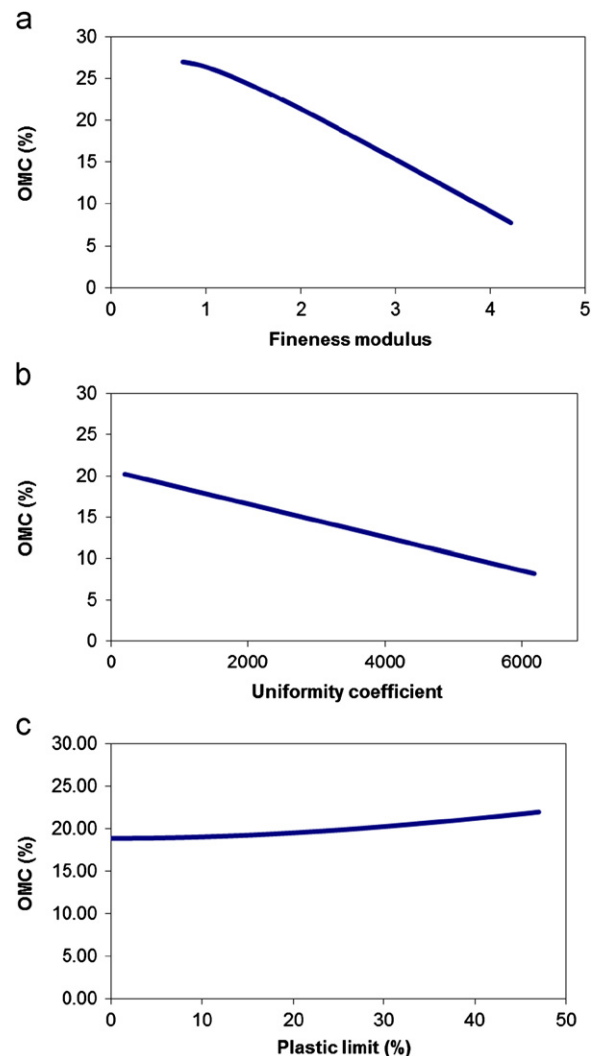 a
30
25
20
15
10
5
0
OMC (%)
0 1 2 3 4 5
Fineness modulus
b
30
25
20
15
10
5
0
OMC (%)
0 2000 4000 6000
Uniformity coefficient
c
30.00
25.00
20.00
15.00
10.00
5.00
0.00
OMC (%)
0 10 20 30 40 50
Plastic limit (%)